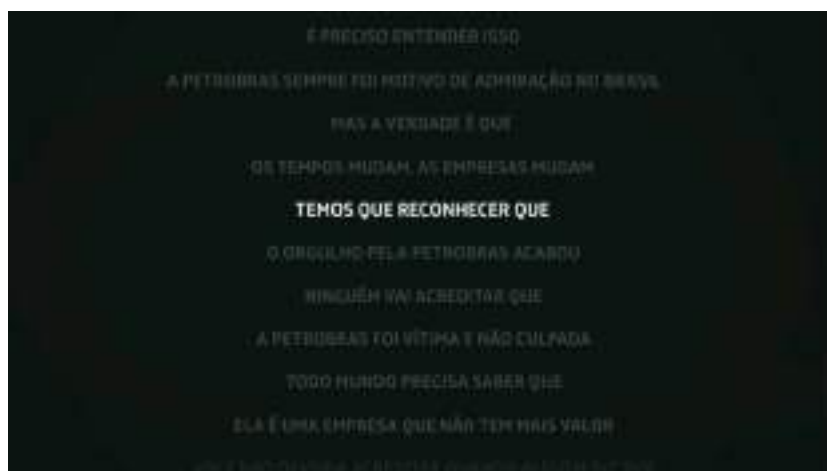 É PRECISO ENTENDER ISSO
A PETROBRAS SEMPRE FOI MOTIVO DE ADMIRAÇÃO NO BRASIL
MAS A VERDADE É QUE
OS TEMPOS MUDAM, AS EMPRESAS MUDAM
TEMOS QUE RECONHECER QUE
O ORGULHO PELA PETROBRAS ACABOU
NINGUÉM VAI ACREDITAR QUE
A PETROBRAS FOI VÍTIMA E NÃO CULPADA
TODO MUNDO PRECISA SABER QUE
ELA É UMA EMPRESA QUE NÃO TEM MAIS VALOR